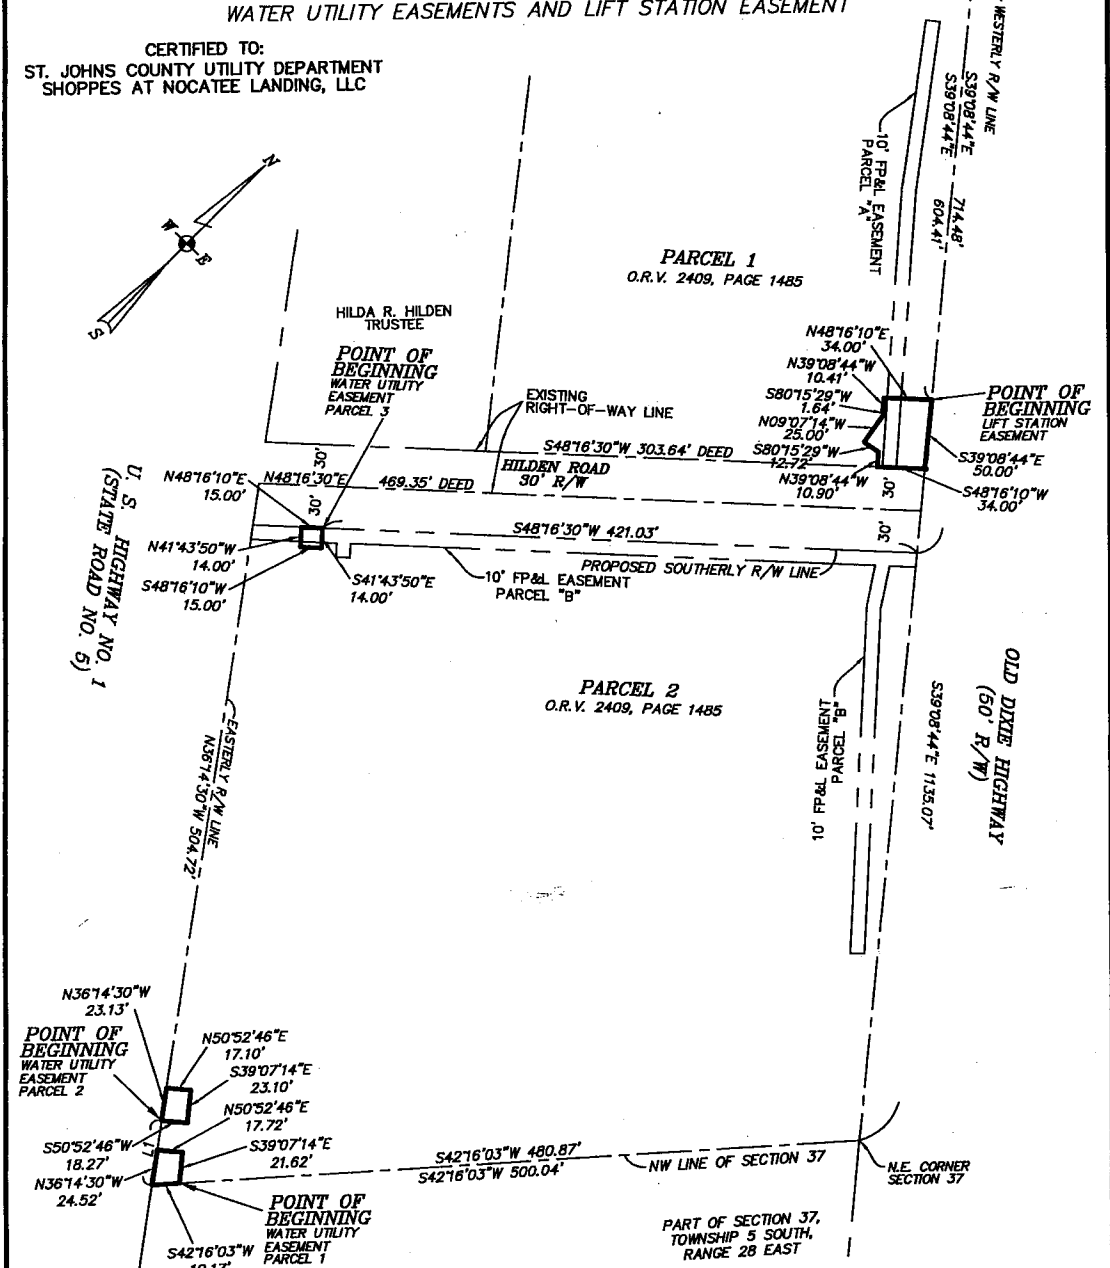 WATER UTILITY EASEMENTS AND LIFT STATION EASEMENT
CERTIFIED TO:
ST. JOHNS COUNTY UTILITY DEPARTMENT
SHOPPES AT NOCATEE LANDING, LLC
WESTERLY R/W LINE
S39°08'44"E 714.48'
S39°08'44"E 604.41'
10' FP&L EASEMENT
PARCEL "A"
N
W
E
S
PARCEL 1
O.R.V. 2409, PAGE 1485
HILDA R. HILDEN
TRUSTEE
POINT OF
BEGINNING
WATER UTILITY
EASEMENT
PARCEL 3
EXISTING
RIGHT-OF-WAY LINE
N48°16'10"E
34.00'
N39°08'44"W
10.41'
S80°15'29"W
1.64'
N09°07'14"W
25.00'
S80°15'29"W
12.72'
N39°08'44"W
10.90'
POINT OF
BEGINNING
LIFT STATION
EASEMENT
S39°08'44"E
50.00'
S48°16'10"W
34.00'
S48°16'30"W 303.64' DEED
HILDEN ROAD
30' R/W
30'
30'
30'
30'
N48°16'30"E 469.35' DEED
N48°16'10"E
15.00'
N41°43'50"W
14.00'
S48°16'10"W
15.00'
S41°43'50"E
14.00'
S48°16'30"W 421.03'
10' FP&L EASEMENT
PARCEL "B"
PROPOSED SOUTHERLY R/W LINE
U. S. HIGHWAY NO. 1
(STATE ROAD NO. 5)
PARCEL 2
O.R.V. 2409, PAGE 1485
10' FP&L EASEMENT
PARCEL "B"
S39°08'44"E 1135.07'
OLD DIXIE HIGHWAY
(50' R/W)
EASTERLY R/W LINE
N36°14'30"W 504.72'
N36°14'30"W
23.13'
POINT OF
BEGINNING
WATER UTILITY
EASEMENT
PARCEL 2
N50°52'46"E
17.10'
S39°07'14"E
23.10'
N50°52'46"E
17.72'
S50°52'46"W
18.27'
L1
S39°07'14"E
21.62'
N36°14'30"W
24.52'
S42°16'03"W 480.87'
S42°16'03"W 500.04'
NW LINE OF SECTION 37
N.E. CORNER
SECTION 37
POINT OF
BEGINNING
WATER UTILITY
EASEMENT
PARCEL 1
S42°16'03"W
PART OF SECTION 37,
TOWNSHIP 5 SOUTH,
RANGE 28 EAST